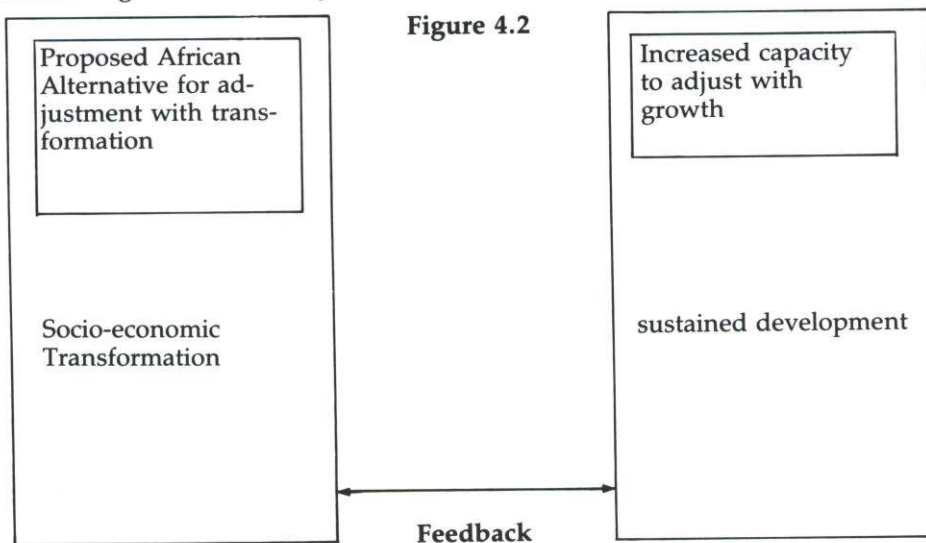 Figure 4.2
Proposed African
Alternative for ad-
justment with trans-
formation
Socio-economic
Transformation
Increased capacity
to adjust with
growth
sustained development
Feedback